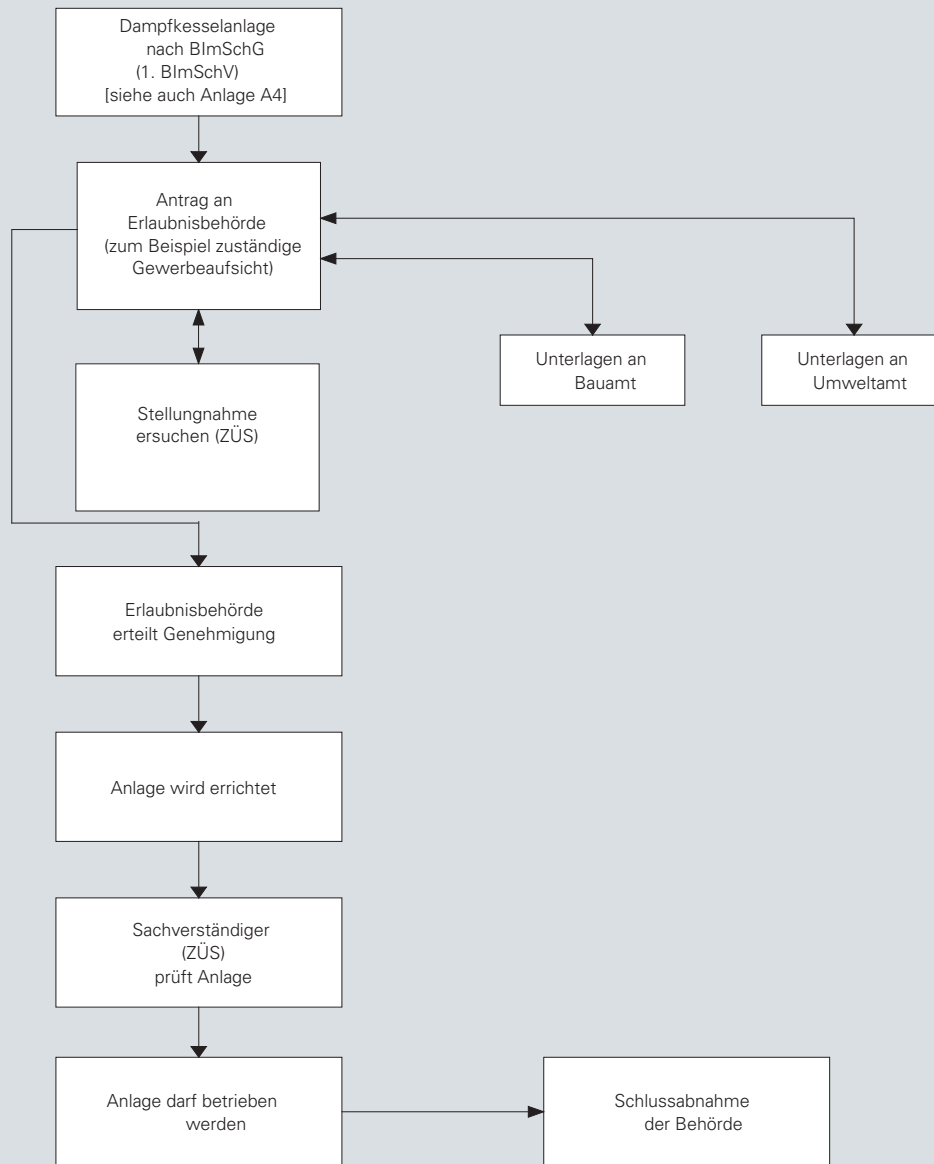 Dampfkesselanlage
nach BImSchG
(1. BImSchV)
[siehe auch Anlage A4]
Antrag an
Erlaubnisbehörde
(zum Beispiel zuständige
Gewerbeaufsicht)
Unterlagen an
Bauamt
Unterlagen an
Umweltamt
Stellungnahme
ersuchen (ZÜS)
Erlaubnisbehörde
erteilt Genehmigung
Anlage wird errichtet
Sachverständiger
(ZÜS)
prüft Anlage
Anlage darf betrieben
werden
Schlussabnahme
der Behörde